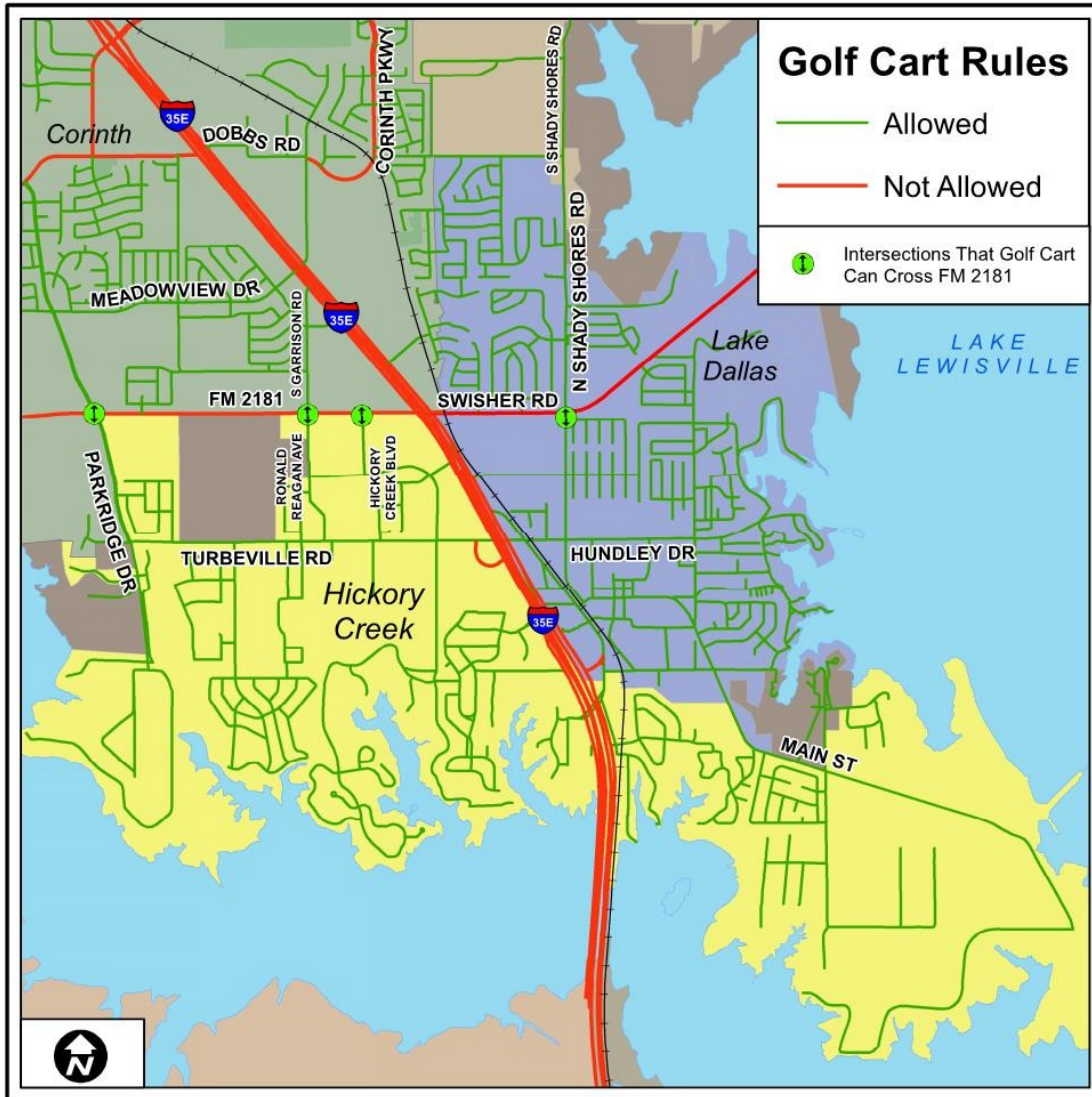 Golf Cart Rules
Allowed
Not Allowed
Intersections That Golf Cart
Can Cross FM 2181
S SHADY SHORES RD
CORINTH PKWY
35E
Corinth
DOBBS RD
N SHADY SHORES RD
MEADOWVIEW DR
S GARRISON RD
35E
Lake
Dallas
LAKE
LEWISVILLE
FM 2181
SWISHER RD
PARKRIDGE DR
RONALD
REAGAN AVE
HICKORY
CREEK BLVD
TURBEVILLE RD
HUNDLEY DR
Hickory
Creek
35E
MAIN ST
N